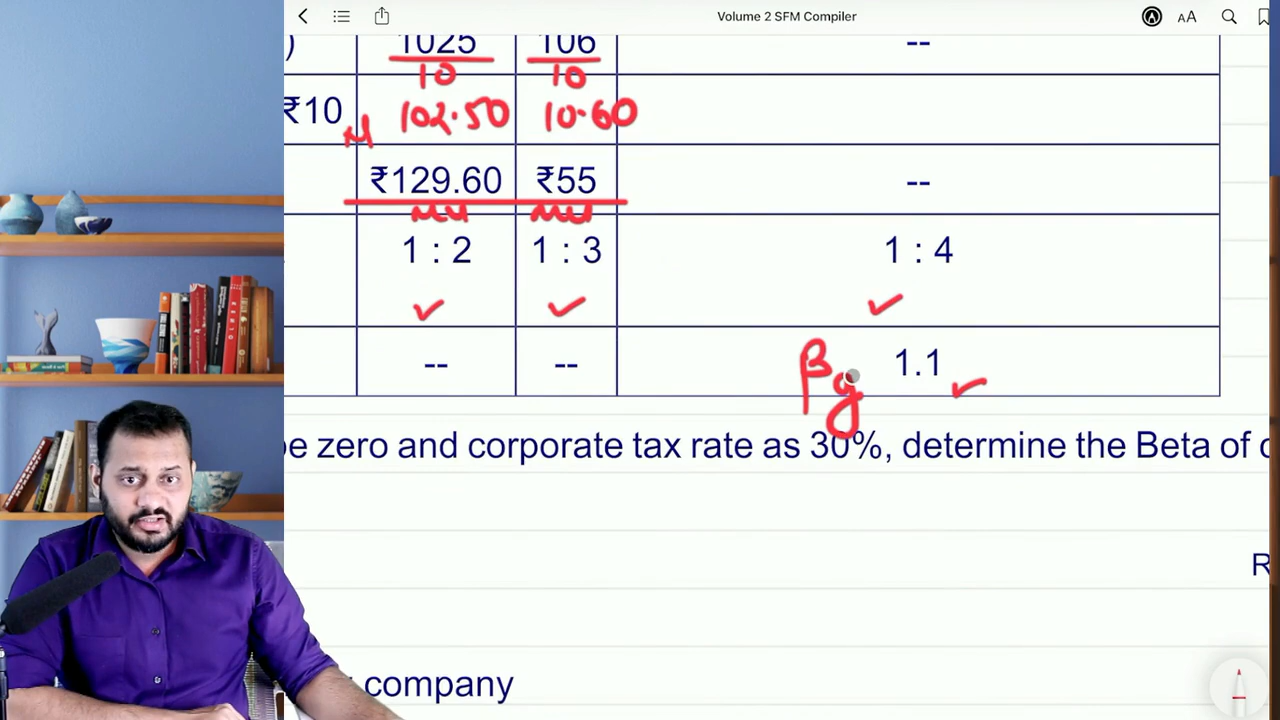 Volume 2 SFM Compiler
AA
) 1025 106 --
10 10
₹10 102.50 10.60
₹129.60 ₹55 --
1 : 2 1 : 3 1 : 4
-- -- βg 1.1
be zero and corporate tax rate as 30%, determine the Beta of
R
company